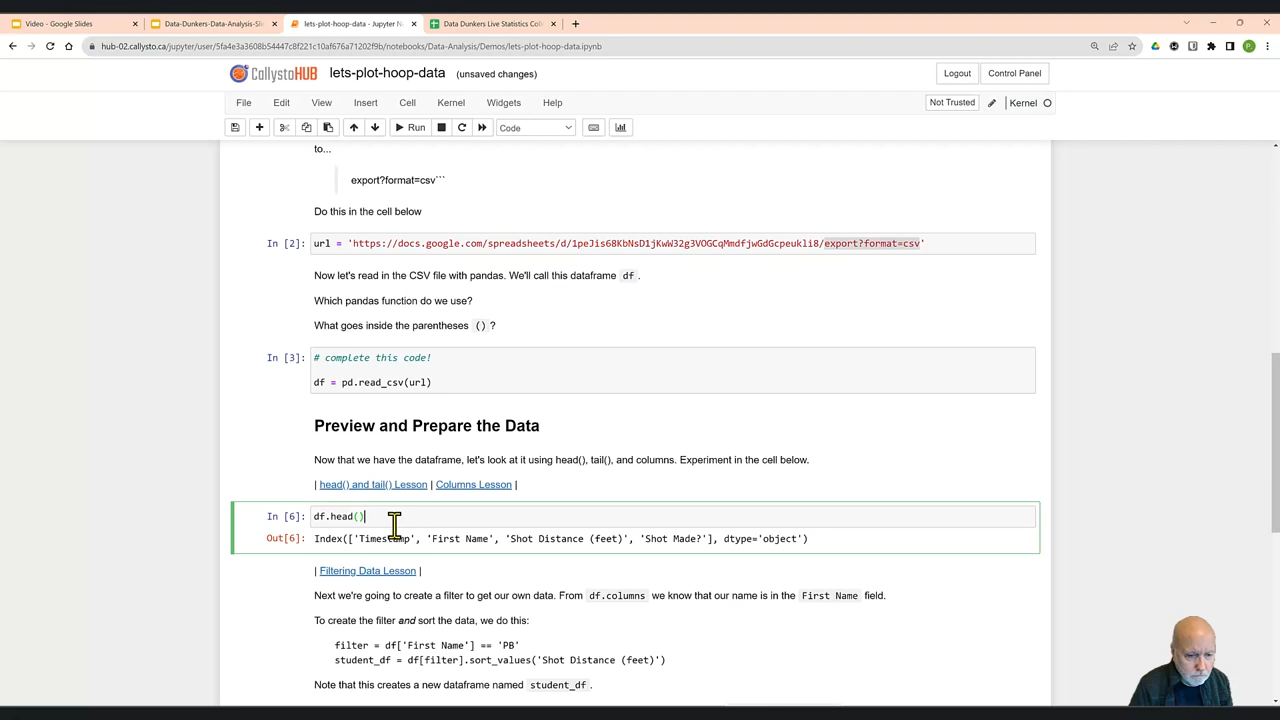 Video - Google Slides
Data-Dunkers-Data-Analysis-Sli
lets-plot-hoop-data - Jupyter N
Data Dunkers Live Statistics Coll
hub-02.callysto.ca/jupyter/user/5fa4e3a3608b54447c8f221c10af676a71202f9b/notebooks/Data-Analysis/Demos/lets-plot-hoop-data.ipynb
CallystoHUB lets-plot-hoop-data (unsaved changes) Logout Control Panel
File Edit View Insert Cell Kernel Widgets Help Not Trusted Kernel
Run Code
to...
export?format=csv```
Do this in the cell below
In [2]: url = 'https://docs.google.com/spreadsheets/d/1peJis68KbNsD1jKwW32g3VOGCqMmdfjwGdGcpeukli8/export?format=csv'
Now let's read in the CSV file with pandas. We'll call this dataframe df .
Which pandas function do we use?
What goes inside the parentheses () ?
In [3]: # complete this code!
df = pd.read_csv(url)
Preview and Prepare the Data
Now that we have the dataframe, let's look at it using head(), tail(), and columns. Experiment in the cell below.
| head() and tail() Lesson | Columns Lesson |
In [6]: df.head()
Out[6]: Index(['Timestamp', 'First Name', 'Shot Distance (feet)', 'Shot Made?'], dtype='object')
| Filtering Data Lesson |
Next we're going to create a filter to get our own data. From df.columns we know that our name is in the First Name field.
To create the filter and sort the data, we do this:
filter = df['First Name'] == 'PB'
student_df = df[filter].sort_values('Shot Distance (feet)')
Note that this creates a new dataframe named student_df .